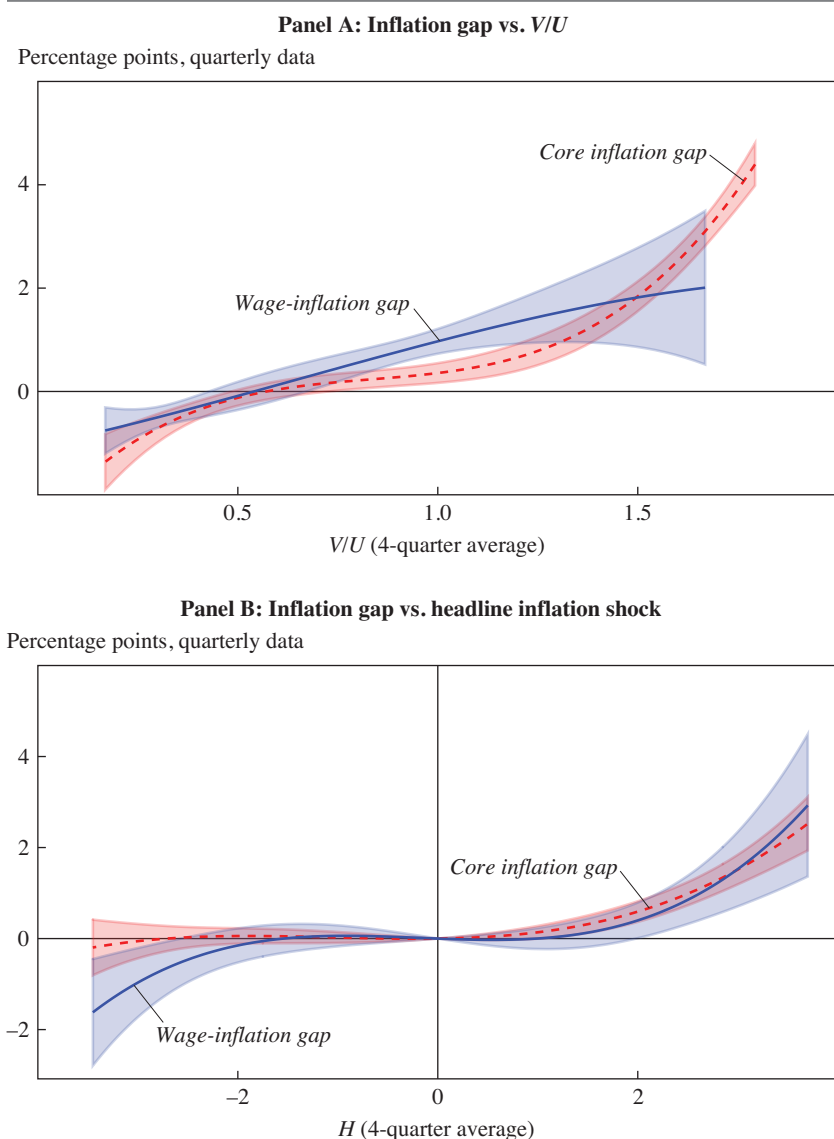 Panel A: Inflation gap vs. V/U
Percentage points, quarterly data
Core inflation gap
4
Wage-inflation gap
2
0
0.5 1.0 1.5
V/U (4-quarter average)
Panel B: Inflation gap vs. headline inflation shock
Percentage points, quarterly data
4
2
Core inflation gap
0
–2
Wage-inflation gap
–2 0 2
H (4-quarter average)